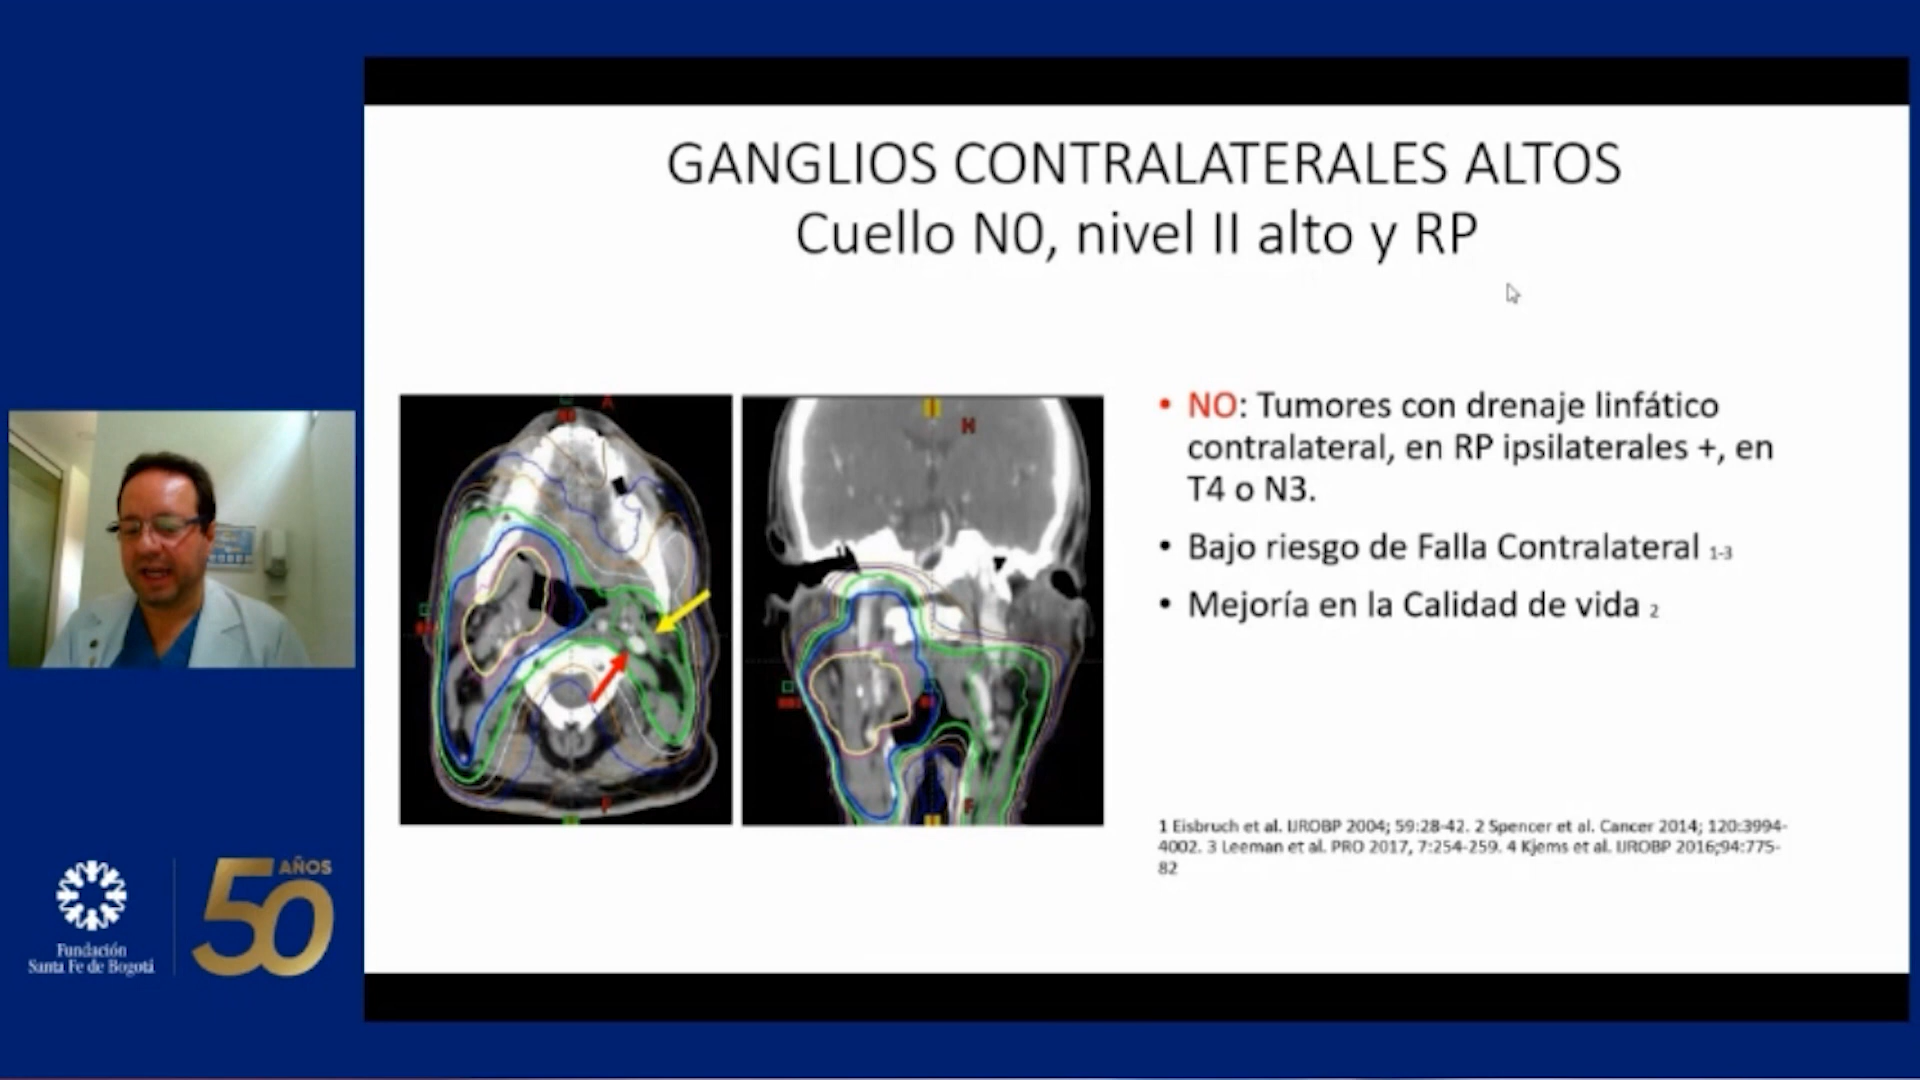 GANGLIOS CONTRALATERALES ALTOS
Cuello N0, nivel II alto y RP
• NO: Tumores con drenaje linfático
contralateral, en RP ipsilaterales +, en
T4 o N3.
• Bajo riesgo de Falla Contralateral 1-3
• Mejoría en la Calidad de vida 2
A
H
F
F
1 Eisbruch et al. IJROBP 2004; 59:28-42. 2 Spencer et al. Cancer 2014; 120:3994-
4002. 3 Leeman et al. PRO 2017, 7:254-259. 4 Kjems et al. IJROBP 2016;94:775-
82
Fundación
Santa Fe de Bogotá
50 AÑOS